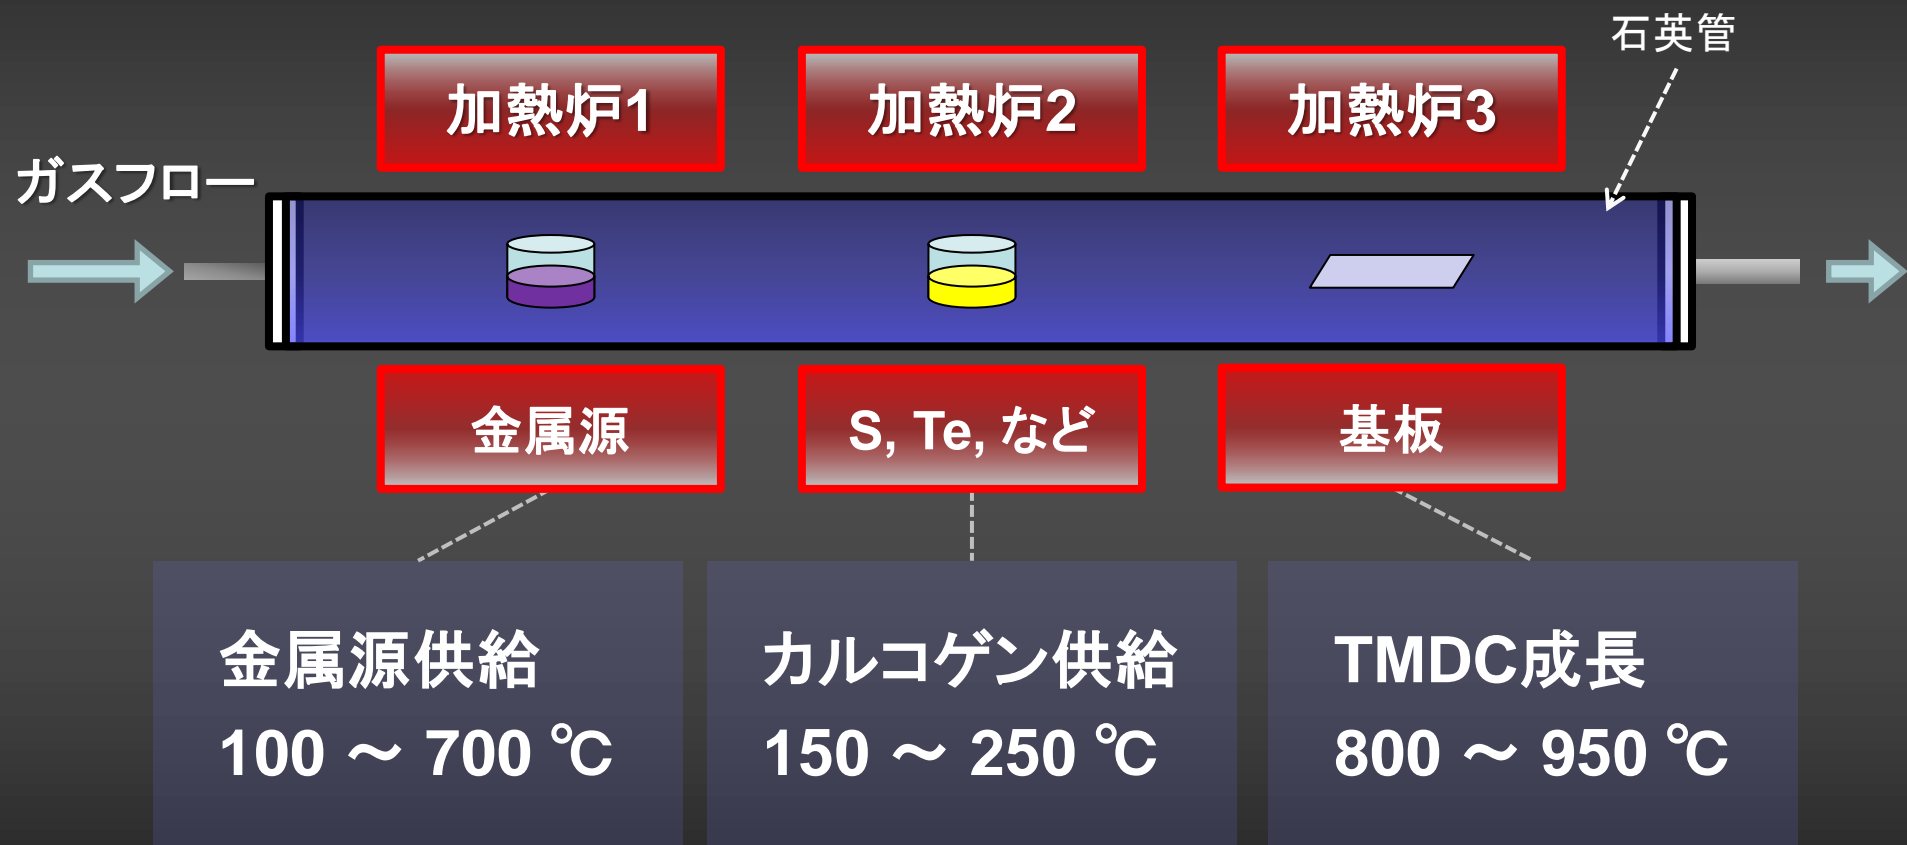 石英管
加熱炉1
加熱炉2
加熱炉3
ガスフロー
金属源
S, Te, など
基板
金属源供給
100 ～ 700 ℃
カルコゲン供給
150 ～ 250 ℃
TMDC成長
800 ～ 950 ℃